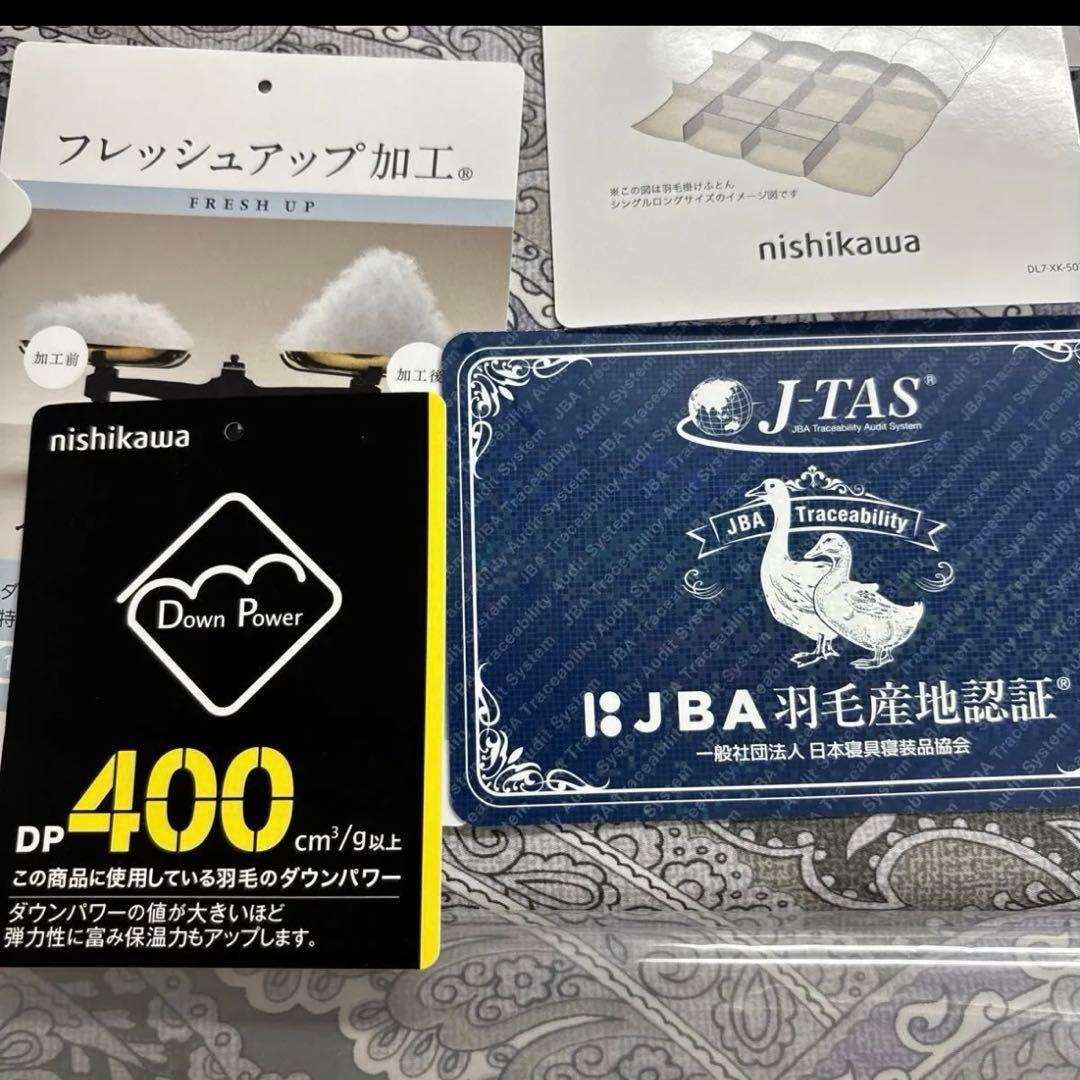 フレッシュアップ加工®
FRESH UP
加工前
加工後
※この図は羽毛掛けふとん
シングルロングサイズのイメージ図です
nishikawa
DL7-XK-507
nishikawa
Down Power
DP400cm³/g以上
この商品に使用している羽毛のダウンパワー
ダウンパワーの値が大きいほど
弾力性に富み保温力もアップします。
J-TAS®
JBA Traceability Audit System
JBA Traceability
JBA 羽毛産地認証®
一般社団法人 日本寝具寝装品協会